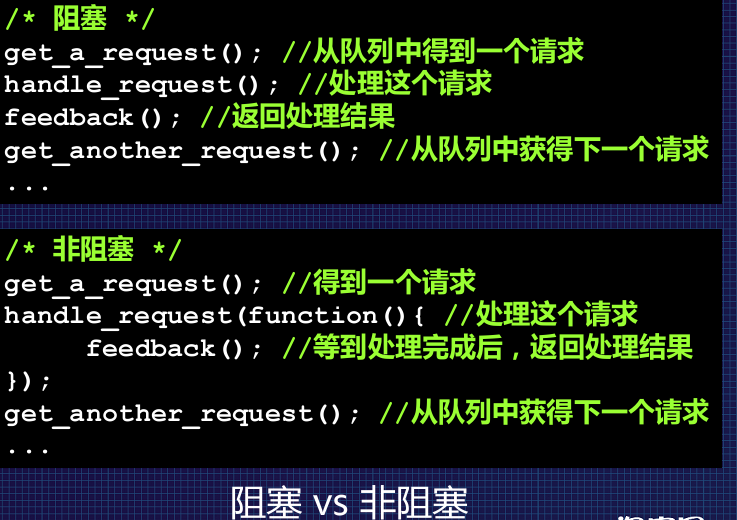 /* 阻塞 */
get_a_request(); //从队列中得到一个请求
handle_request(); //处理这个请求
feedback(); //返回处理结果
get_another_request(); //从队列中获得下一个请求
...
/* 非阻塞 */
get_a_request(); //得到一个请求
handle_request(function(){ //处理这个请求
feedback(); //等到处理完成后，返回处理结果
});
get_another_request(); //从队列中获得下一个请求
...
阻塞 vs 非阻塞